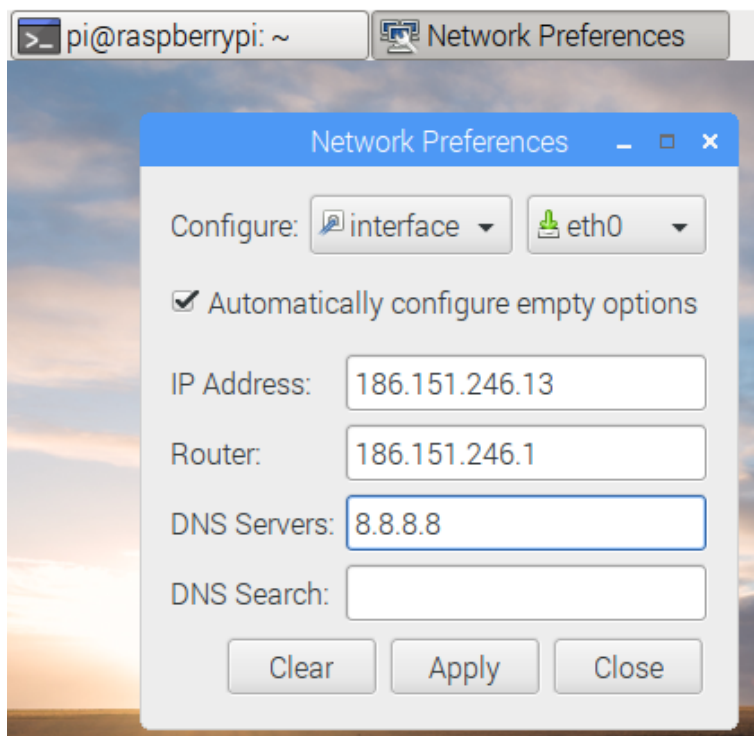 pi@raspberrypi: ~ Network Preferences
Network Preferences
Configure: interface eth0
Automatically configure empty options
IP Address: 186.151.246.13
Router: 186.151.246.1
DNS Servers: 8.8.8.8
DNS Search:
Clear Apply Close